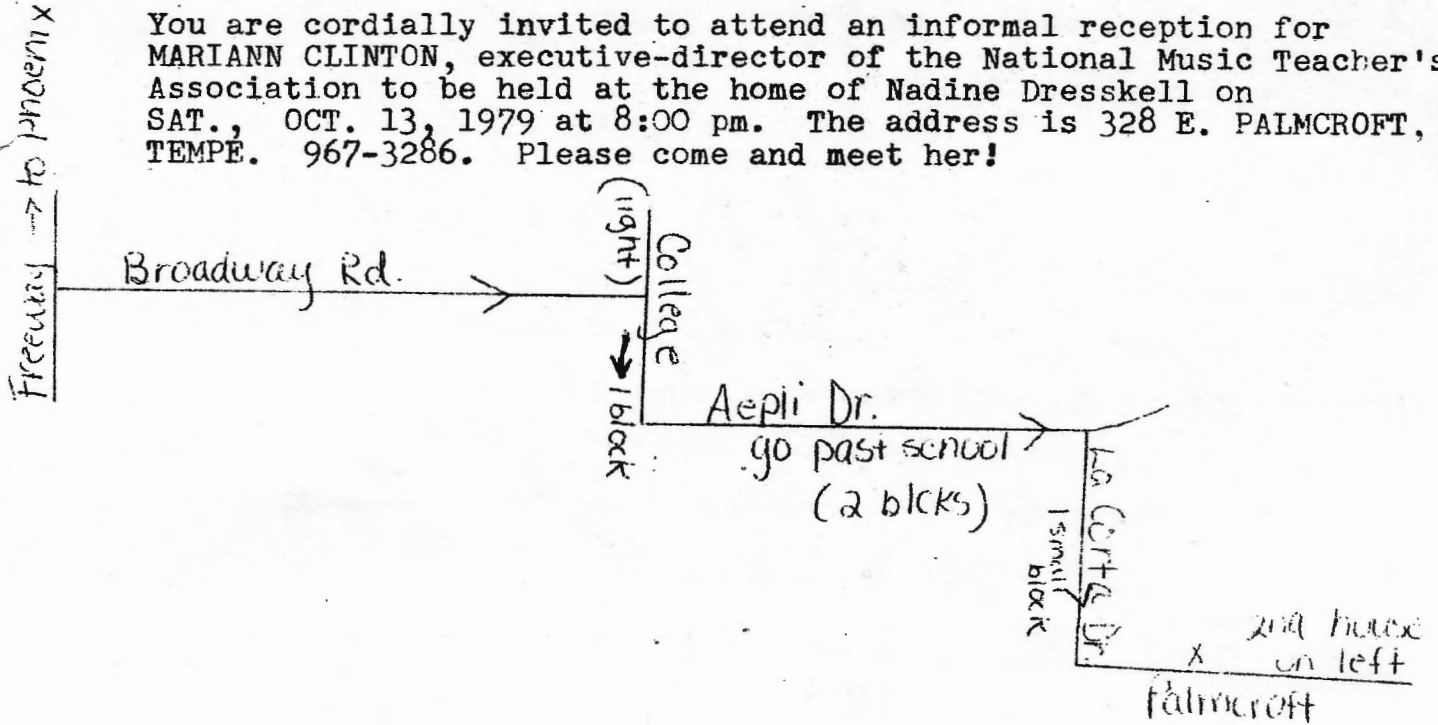 You are cordially invited to attend an informal reception for
MARIANN CLINTON, executive-director of the National Music Teacher's
Association to be held at the home of Nadine Dresskell on
SAT., OCT. 13, 1979 at 8:00 pm. The address is 328 E. PALMCROFT,
TEMPE. 967-3286. Please come and meet her!
Freeway → to Phoenix
Broadway Rd.
(light)
College
1 block
Aepli Dr.
go past school
(2 blcks)
La Corta Dr.
1 small
block
X
2nd house
on left
Palmcroft